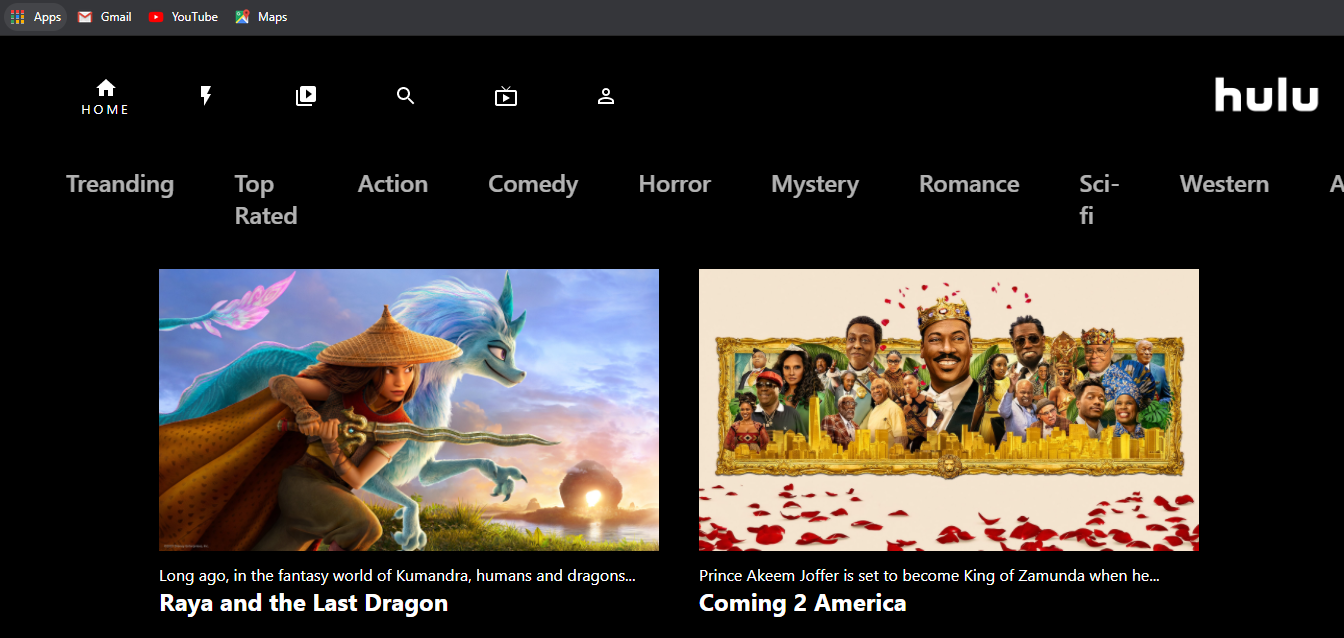 Apps Gmail YouTube Maps
HOME
hulu
Treanding Top Rated Action Comedy Horror Mystery Romance Sci-fi Western A
Long ago, in the fantasy world of Kumandra, humans and dragons...
Raya and the Last Dragon
Prince Akeem Joffer is set to become King of Zamunda when he...
Coming 2 America